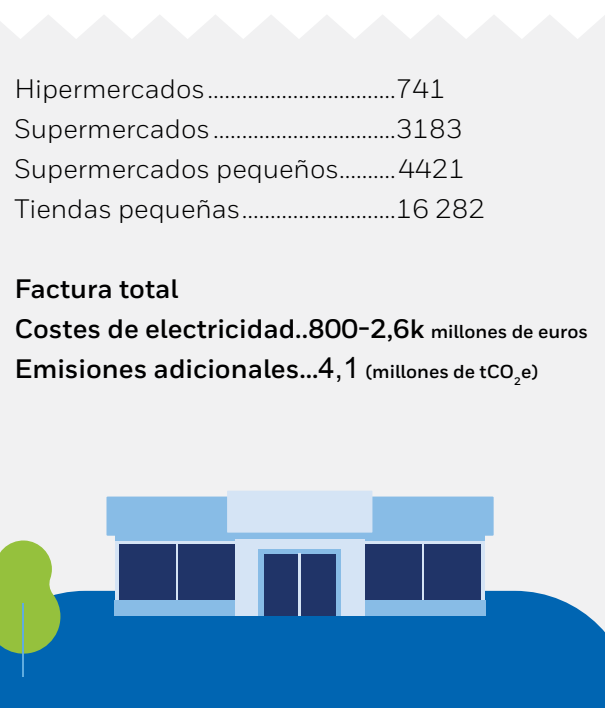 Hipermercados................................741
Supermercados...............................3183
Supermercados pequeños.........4421
Tiendas pequeñas..........................16 282
Factura total
Costes de electricidad..800-2,6k millones de euros
Emisiones adicionales...4,1 (millones de tCO₂e)